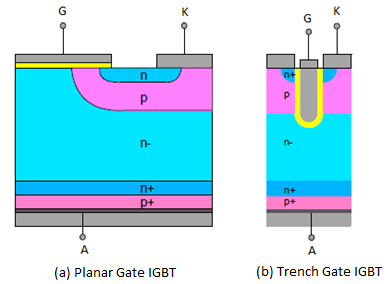 G K G K
n n+
p p
n- n-
n+ n+
p+ p+
A A
(a) Planar Gate IGBT (b) Trench Gate IGBT